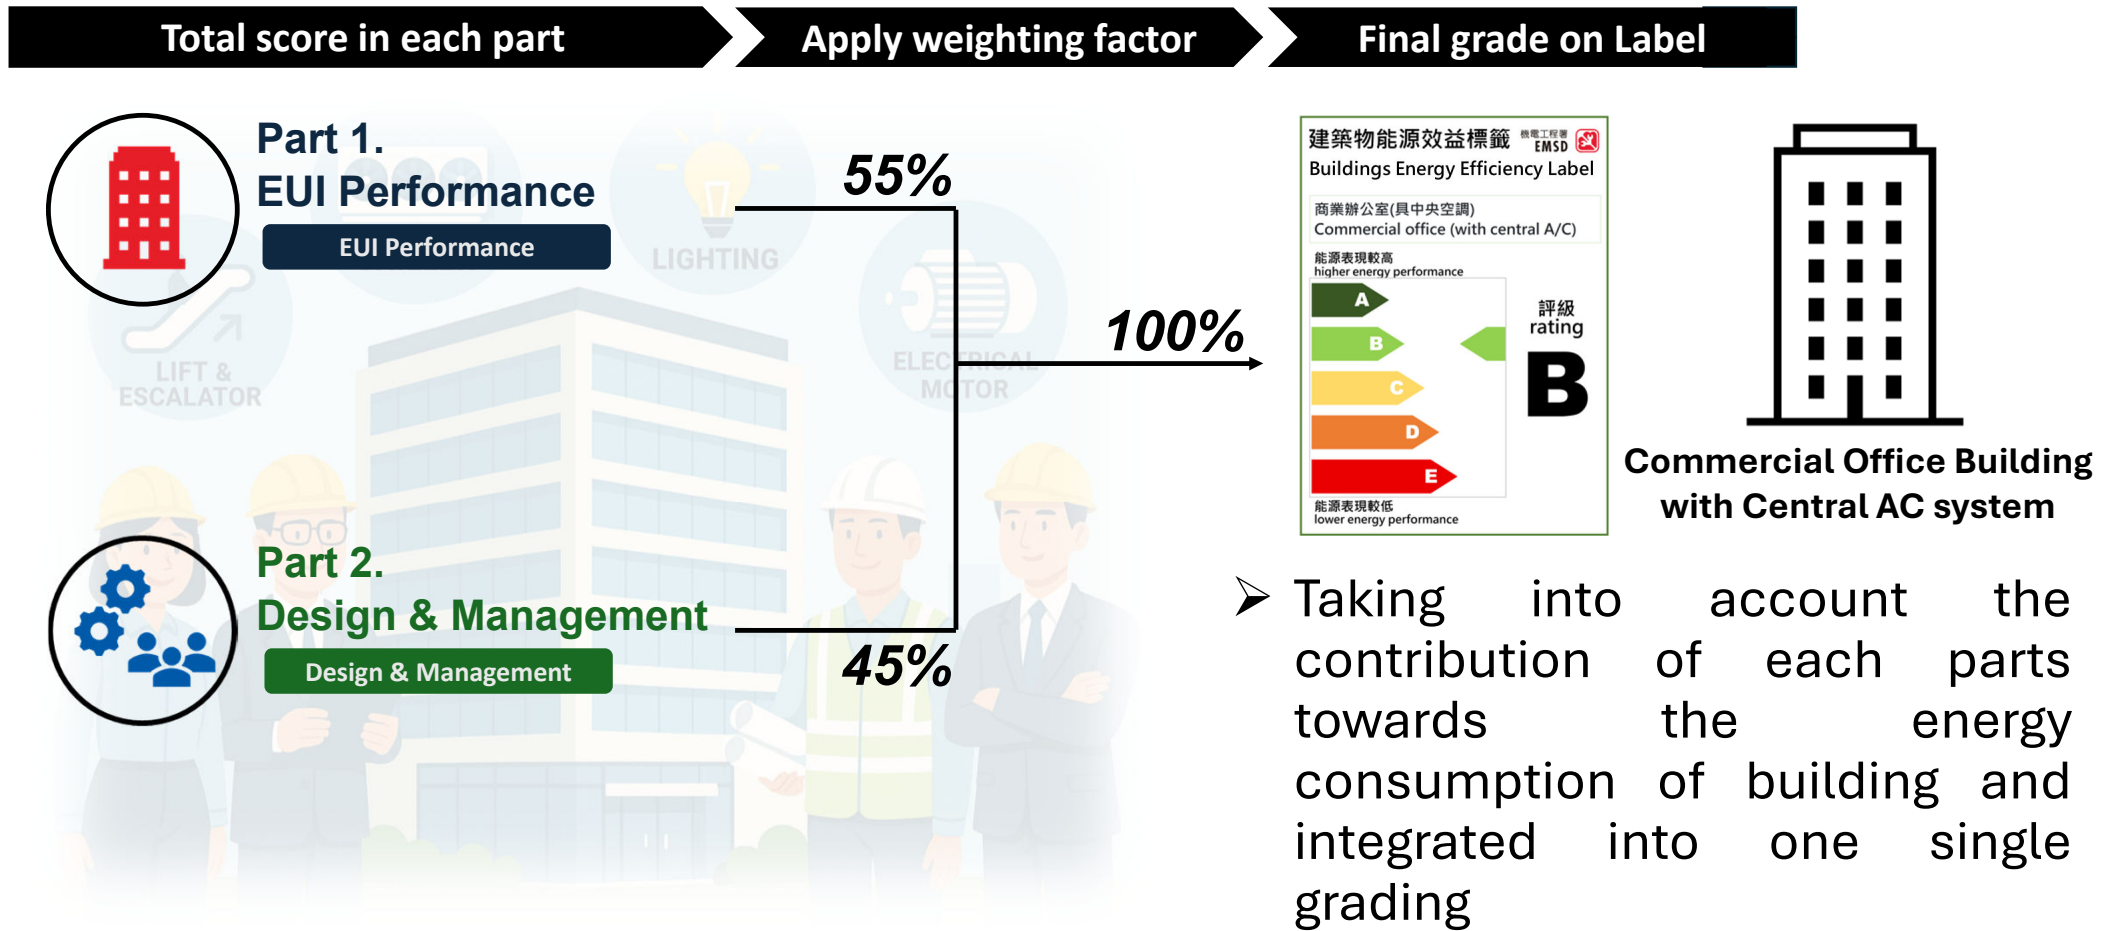 Total score in each part
Apply weighting factor
Final grade on Label
Part 1.
EUI Performance
EUI Performance
55%
LIGHTING
LIFT &
ESCALATOR
ELECTRICAL
MOTOR
100%
Part 2.
Design & Management
Design & Management
45%
建築物能源效益標籤
機電工程署
EMSD
Buildings Energy Efficiency Label
商業辦公室(具中央空調)
Commercial office (with central A/C)
能源表現較高
higher energy performance
A
B
C
D
E
評級
rating
B
能源表現較低
lower energy performance
Commercial Office Building
with Central AC system
➢ Taking into account the
contribution of each parts
towards the energy
consumption of building and
integrated into one single
grading